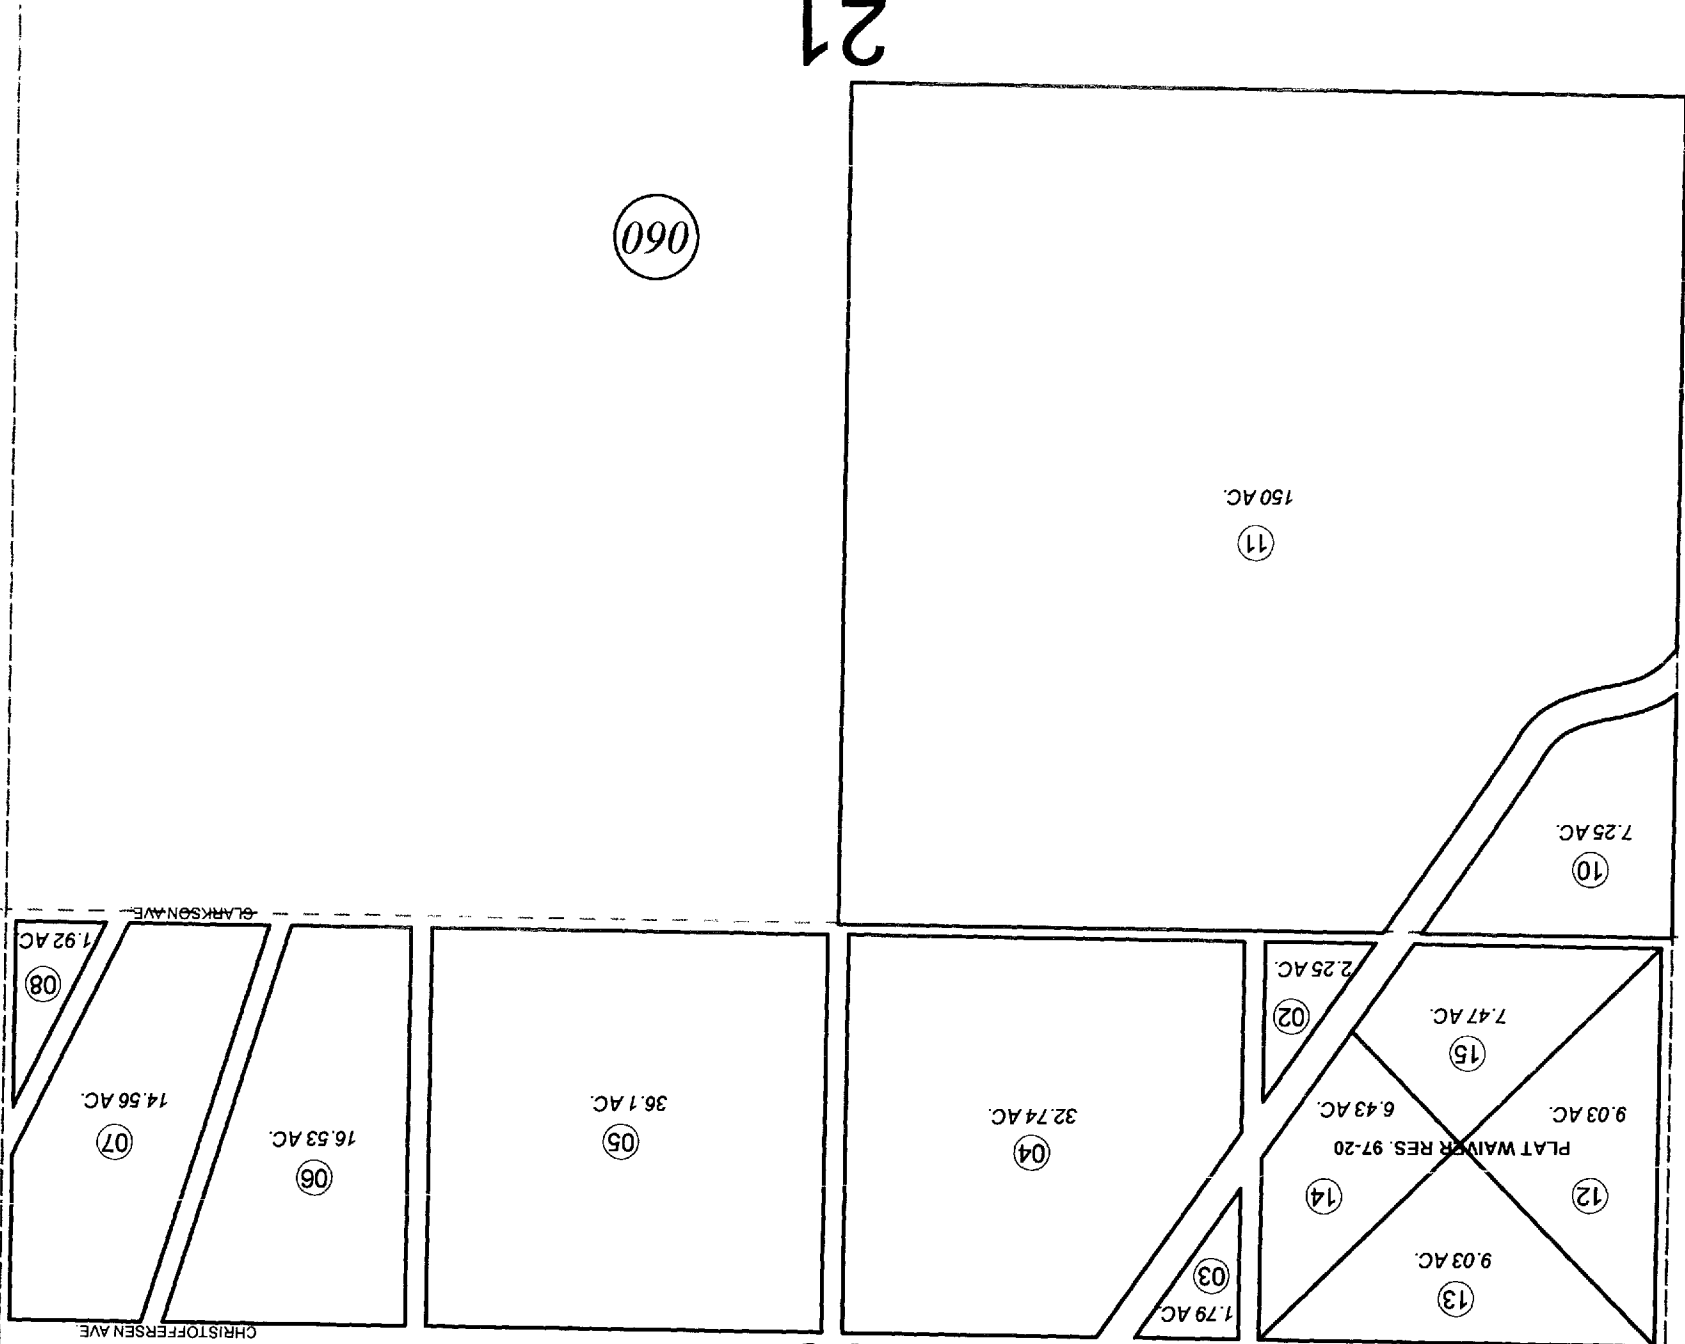 CHRISTOFFERSEN AVE
13
9.03 AC.
1.79 AC.
03
12
9.03 AC.
14
6.43 AC.
PLAT WAIVER RES. 97-20
15
7.47 AC.
02
2.25 AC.
04
32.74 AC.
05
36.1 AC.
06
16.53 AC.
07
14.56 AC.
08
1.92 AC.
CLARKSON AVE
10
7.25 AC.
11
150 AC.
060
21